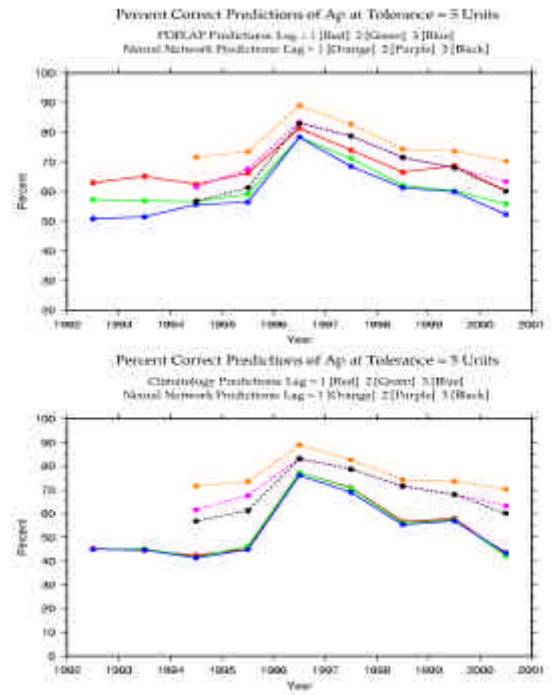 Percent Correct Predictions of Ap at Tolerance = 5 Units
Predictions: Lag = 1 [Red] 2 [Green] 3 [Blue]
Neural Network Predictions: Lag = 1 [Orange] 2 [Purple] 3 [Black]
100
90
80
70
60
50
40
30
20
Percent
1992 1993 1994 1995 1996 1997 1998 1999 2000 2001
Year
Percent Correct Predictions of Ap at Tolerance = 5 Units
Climatology Predictions: Lag = 1 [Red] 2 [Green] 3 [Blue]
Neural Network Predictions: Lag = 1 [Orange] 2 [Purple] 3 [Black]
100
90
80
70
60
50
40
30
20
10
0
Percent
1992 1993 1994 1995 1996 1997 1998 1999 2000 2001
Year